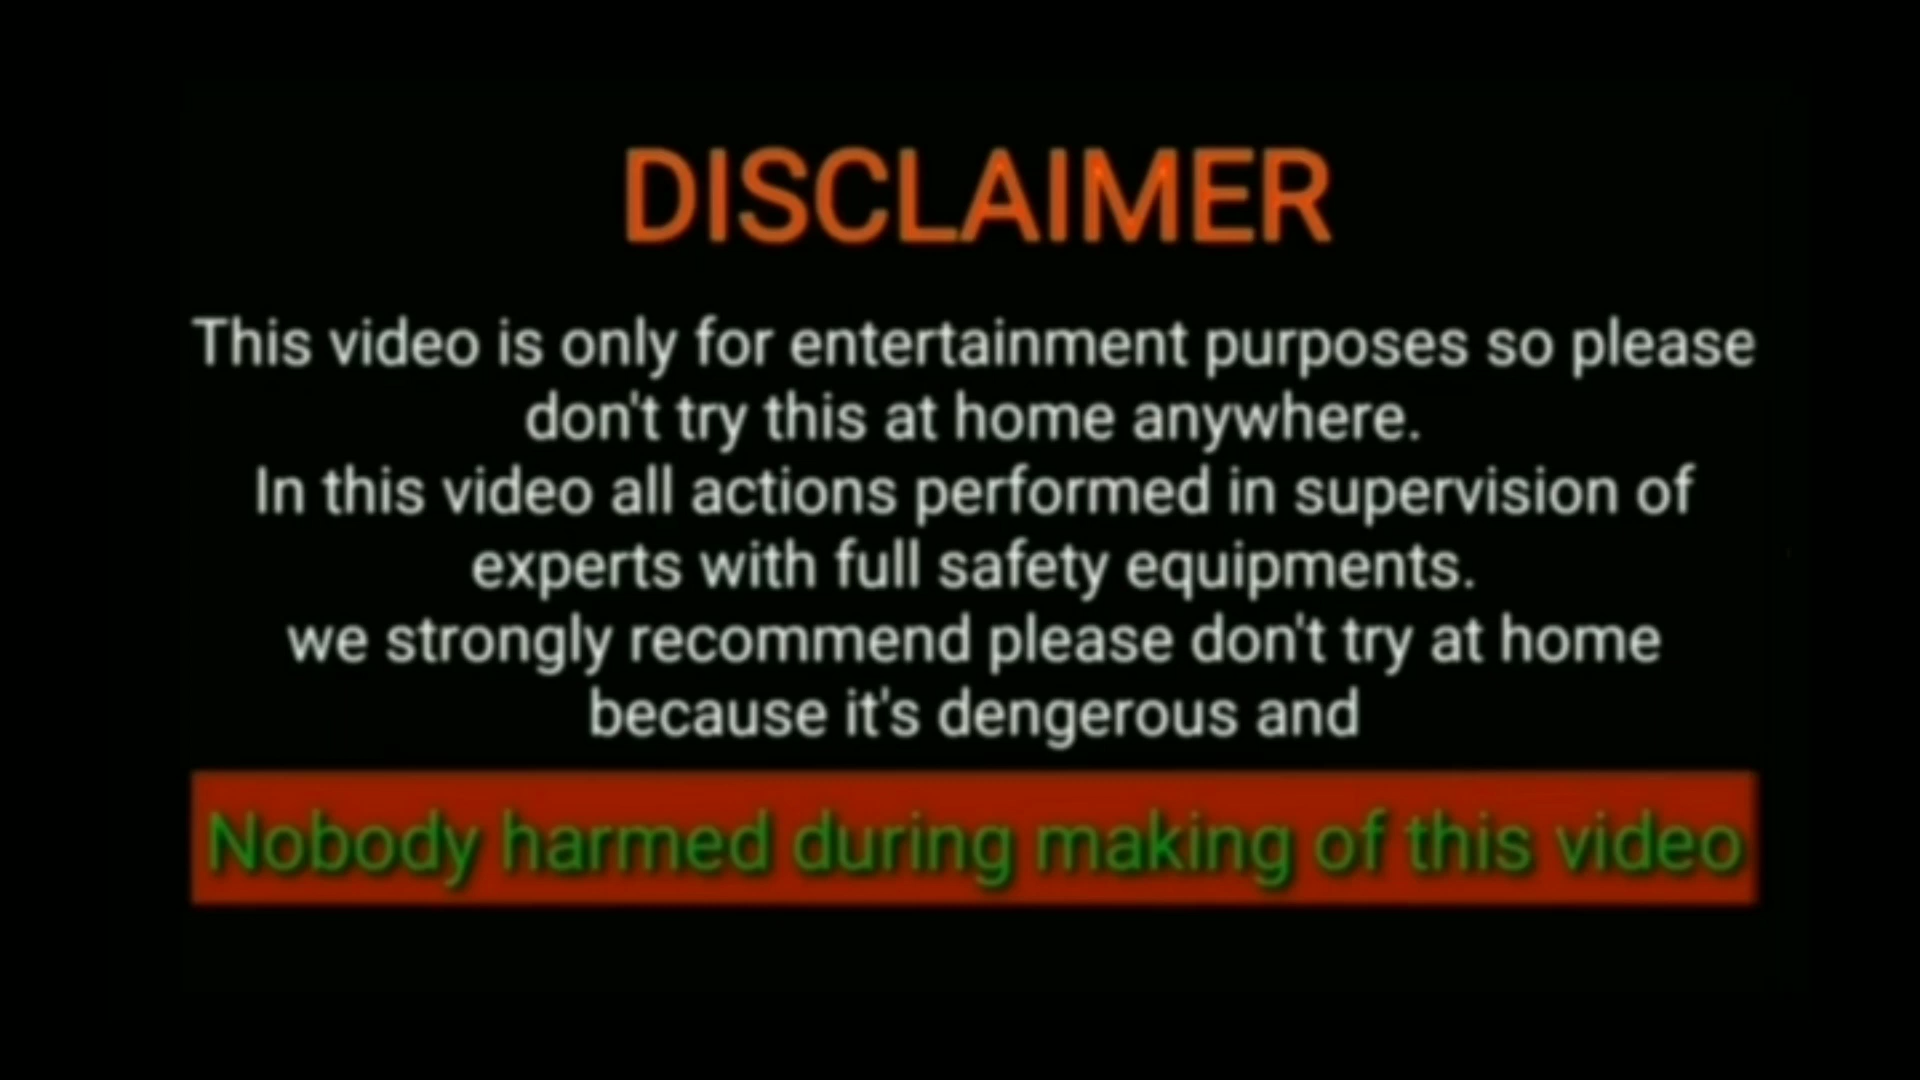 DISCLAIMER
This video is only for entertainment purposes so please
don't try this at home anywhere.
In this video all actions performed in supervision of
experts with full safety equipments.
we strongly recommend please don't try at home
because it's dengerous and
Nobody harmed during making of this video